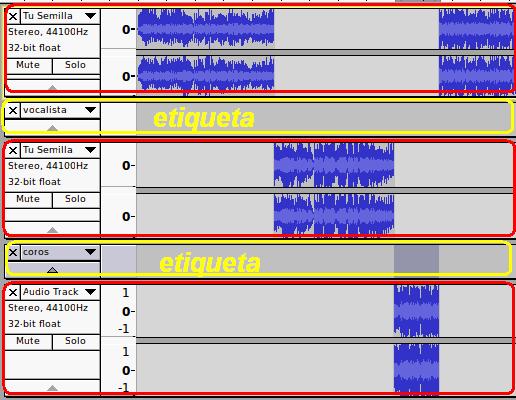 Tu Semilla
Stereo, 44100Hz
32-bit float
Mute Solo
0-
0-
vocalista
etiqueta
Tu Semilla
Stereo, 44100Hz
32-bit float
Mute Solo
0-
0-
coros
etiqueta
Audio Track
Stereo, 44100Hz
32-bit float
Mute Solo
1
0-
-1
1
0-
-1